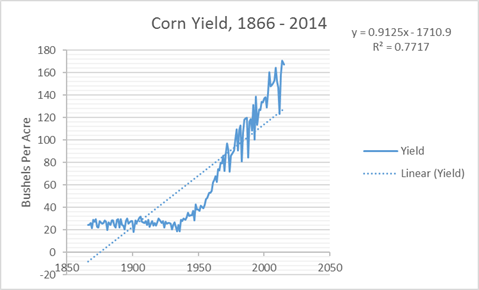 Corn Yield, 1866 - 2014
y = 0.9125x - 1710.9
R² = 0.7717
Bushels Per Acre
180
160
140
120
100
80
60
40
20
0
-20
1850
1900
1950
2000
2050
Yield
Linear (Yield)